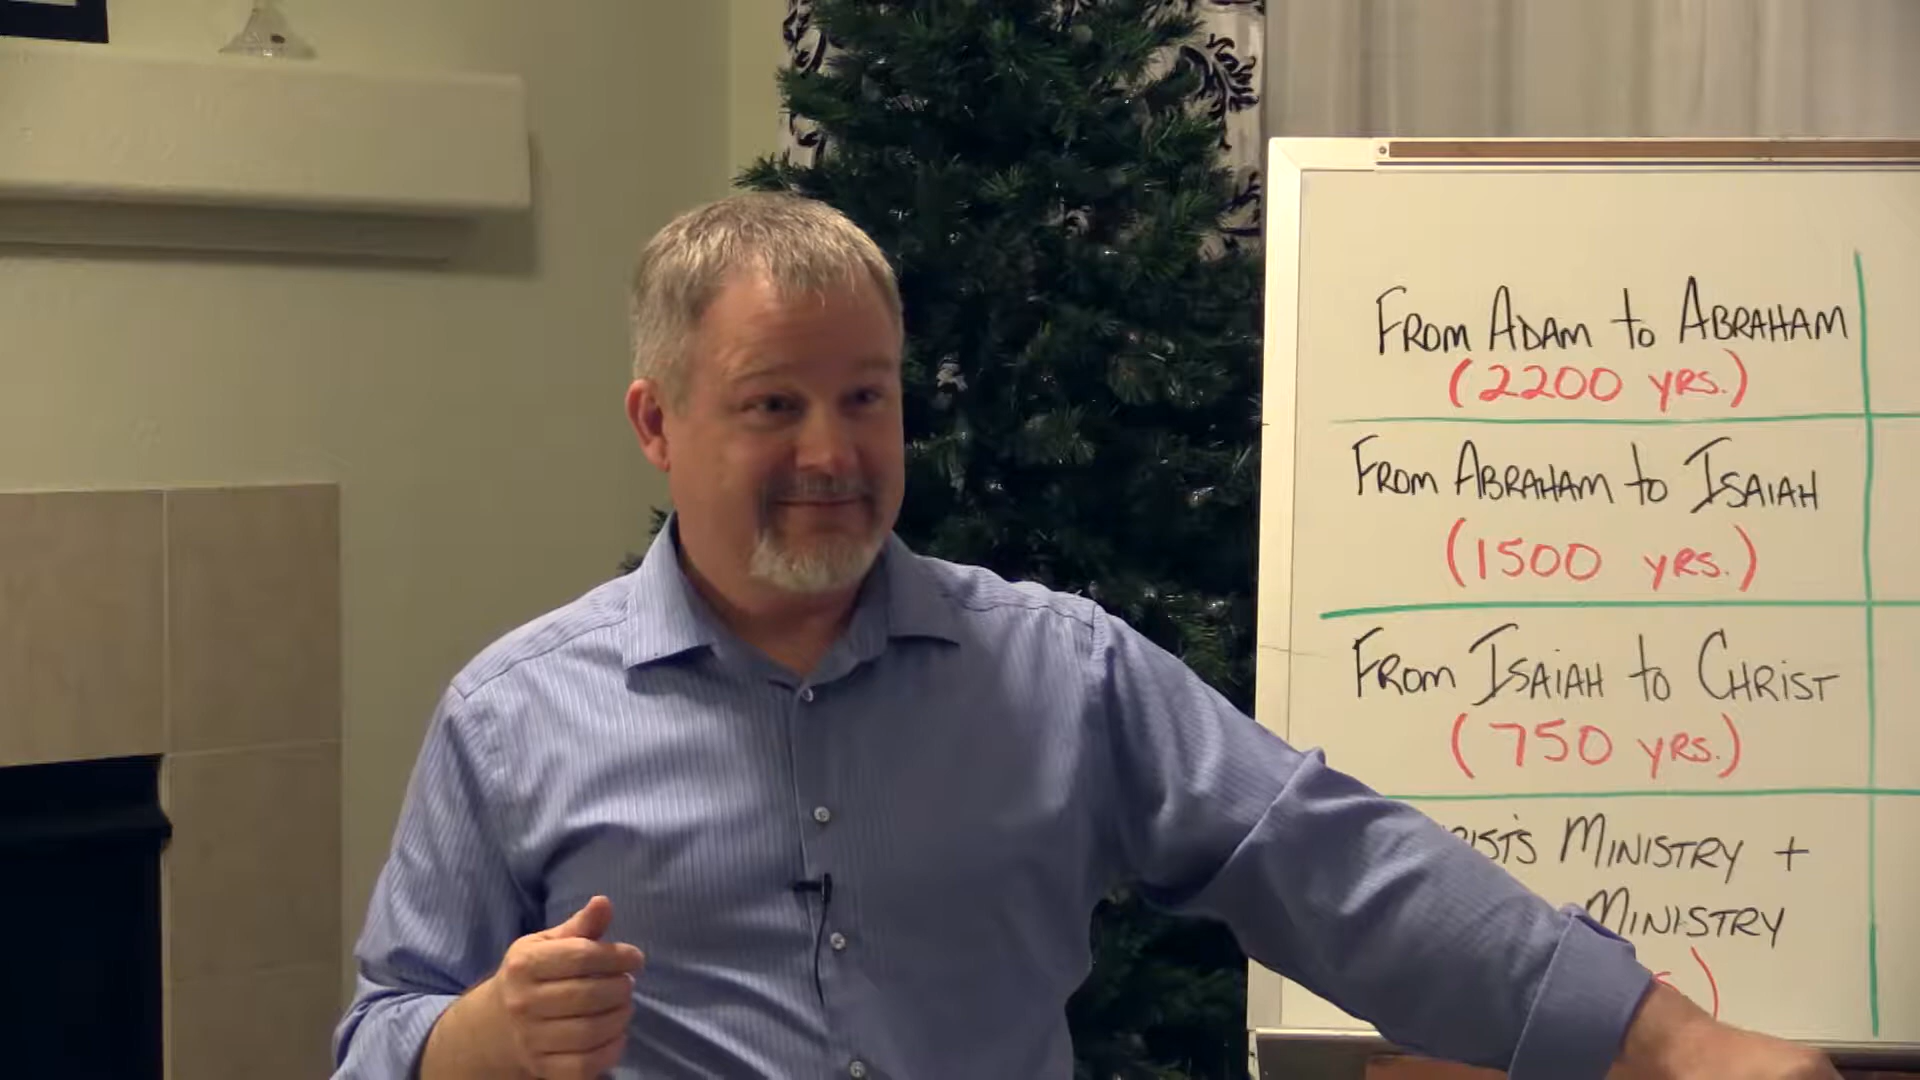 From Adam to Abraham
(2200 yrs.)
From Abraham to Isaiah
(1500 yrs.)
From Isaiah to Christ
(750 yrs.)
Ministry +
Ministry